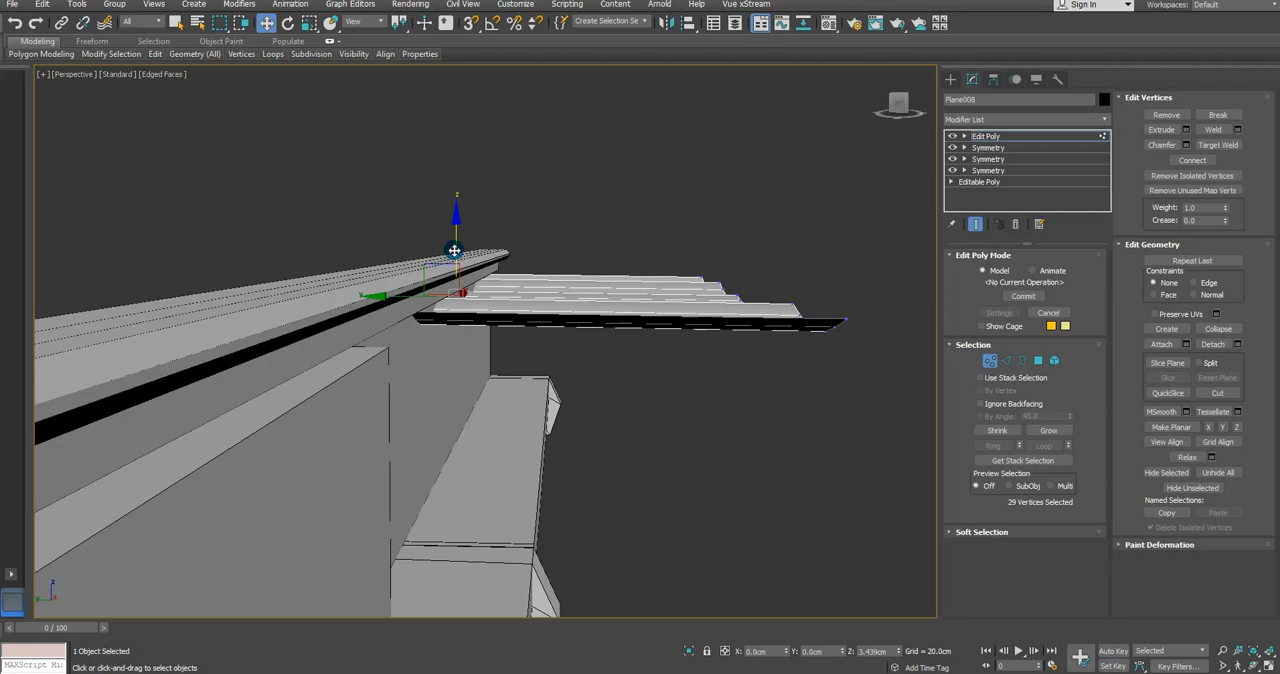 File Edit Tools Group Views Create Modifiers Animation Graph Editors Rendering Civil View Customize Scripting Content Arnold Help Vue xStream Sign In Workspaces: Default
All View Create Selection Se
Modeling Freeform Selection Object Paint Populate
Polygon Modeling Modify Selection Edit Geometry (All) Vertices Loops Subdivision Visibility Align Properties
[+] [Perspective] [Standard] [Edged Faces]
z
y
Plane008
Modifier List
Edit Poly
Symmetry
Symmetry
Symmetry
Editable Poly
Edit Poly Mode
Model Animate
<No Current Operation>
Commit
Settings Cancel
Show Cage
Selection
Use Stack Selection
By Vertex
Ignore Backfacing
By Angle: 45.0
Shrink Grow
Ring Loop
Get Stack Selection
Preview Selection
Off SubObj Multi
29 Vertices Selected
Soft Selection
Edit Vertices
Remove Break
Extrude Weld
Chamfer Target Weld
Connect
Remove Isolated Vertices
Remove Unused Map Verts
Weight: 1.0
Crease: 0.0
Edit Geometry
Repeat Last
Constraints
None Edge
Face Normal
Preserve UVs
Create Collapse
Attach Detach
Slice Plane Split
Slice Reset Plane
QuickSlice Cut
MSmooth Tessellate
Make Planar X Y Z
View Align Grid Align
Relax
Hide Selected Unhide All
Hide Unselected
Named Selections:
Copy Paste
Delete Isolated Vertices
Paint Deformation
z
y x
< 0 / 100 >
1 Object Selected
X: 0.0cm Y: 0.0cm Z: 3.439cm Grid = 20.0cm
Auto Key Selected
MAXScript Mi
Click or click-and-drag to select objects
Add Time Tag
0
Set Key Key Filters...